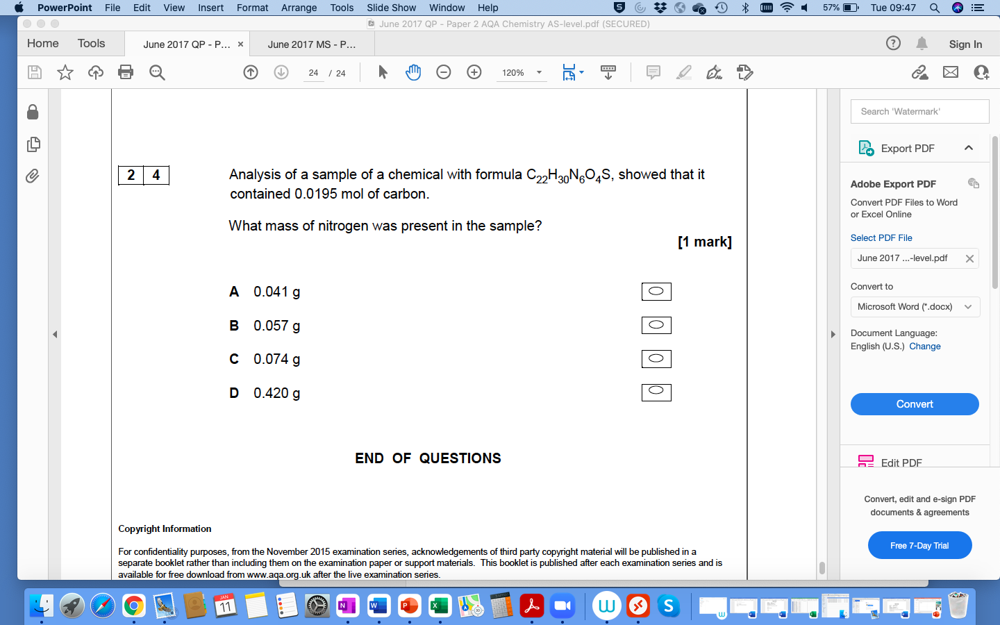 PowerPoint File Edit View Insert Format Arrange Tools Slide Show Window Help 57% Tue 09:47
June 2017 QP - Paper 2 AQA Chemistry AS-level.pdf (SECURED)
Home Tools June 2017 QP - P... × June 2017 MS - P... Sign In
24 / 24 120%
Search 'Watermark'
Export PDF
Adobe Export PDF
Convert PDF Files to Word
or Excel Online
Select PDF File
June 2017 ...-level.pdf
Convert to
Microsoft Word (*.docx)
Document Language:
English (U.S.) Change
Convert
Edit PDF
Convert, edit and e-sign PDF
documents & agreements
Free 7-Day Trial
2 4
Analysis of a sample of a chemical with formula C₂₂H₃₀N₆O₄S, showed that it
contained 0.0195 mol of carbon.
What mass of nitrogen was present in the sample?
[1 mark]
A 0.041 g
B 0.057 g
C 0.074 g
D 0.420 g
END OF QUESTIONS
Copyright Information
For confidentiality purposes, from the November 2015 examination series, acknowledgements of third party copyright material will be published in a
separate booklet rather than including them on the examination paper or support materials. This booklet is published after each examination series and is
available for free download from www.aqa.org.uk after the live examination series.
JAN
11
N W P X W S